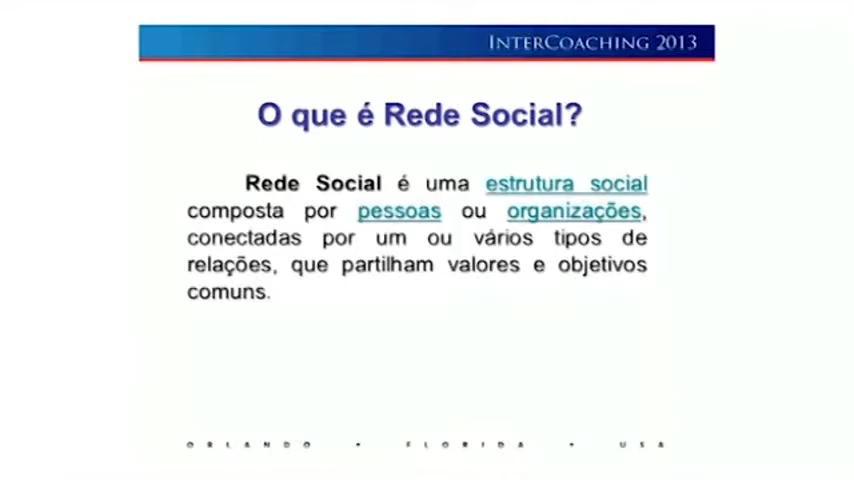 INTERCOACHING 2013
O que é Rede Social?
Rede Social é uma estrutura social
composta por pessoas ou organizações,
conectadas por um ou vários tipos de
relações, que partilham valores e objetivos
comuns.
ORLANDO • FLORIDA • USA